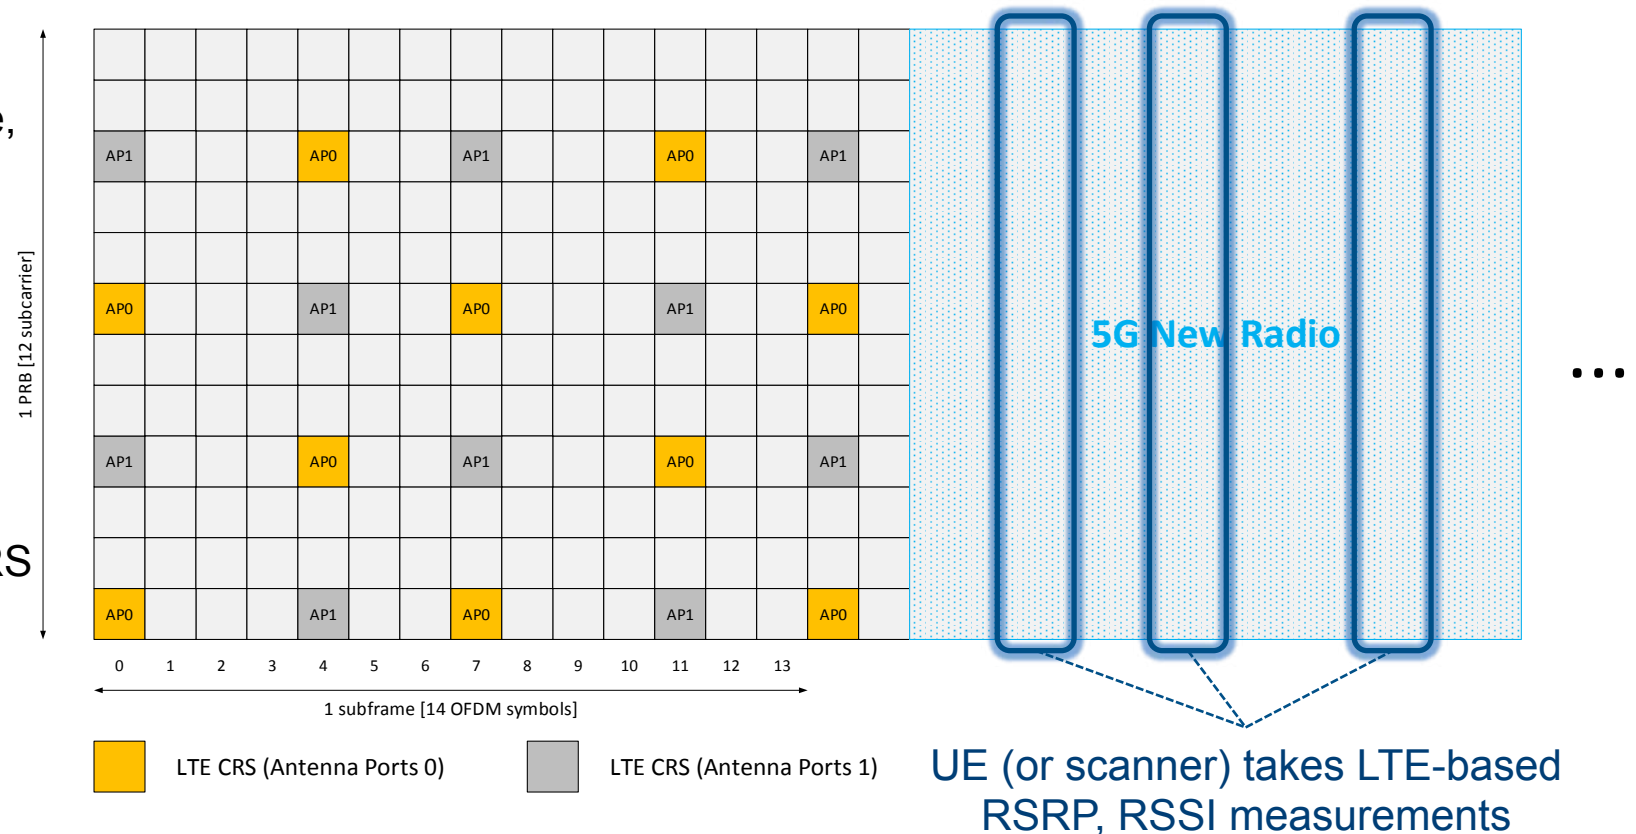 e,
AP1 AP0 AP1 AP0 AP1
1 PRB [12 subcarrier]
AP0 AP1 AP0 AP1 AP0
5G New Radio
...
AP1 AP0 AP1 AP0 AP1
RS
AP0 AP1 AP0 AP1 AP0
0 1 2 3 4 5 6 7 8 9 10 11 12 13
1 subframe [14 OFDM symbols]
LTE CRS (Antenna Ports 0) LTE CRS (Antenna Ports 1)
UE (or scanner) takes LTE-based
RSRP, RSSI measurements